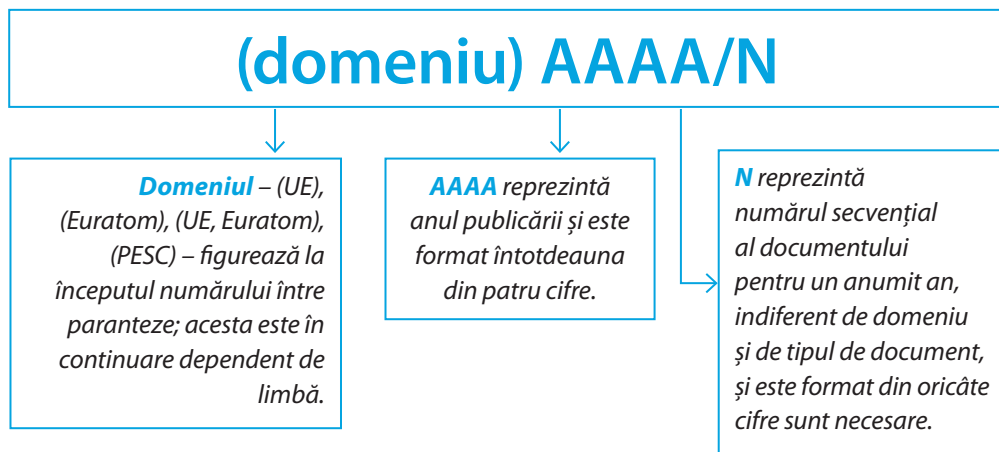 (domeniu) AAAA/N
Domeniul – (UE),
(Euratom), (UE, Euratom),
(PESC) – figurează la
începutul numărului între
paranteze; acesta este în
continuare dependent de
limbă.
AAAA reprezintă
anul publicării și este
format întotdeauna
din patru cifre.
N reprezintă
numărul secvențial
al documentului
pentru un anumit an,
indiferent de domeniu
și de tipul de document,
și este format din oricâte
cifre sunt necesare.